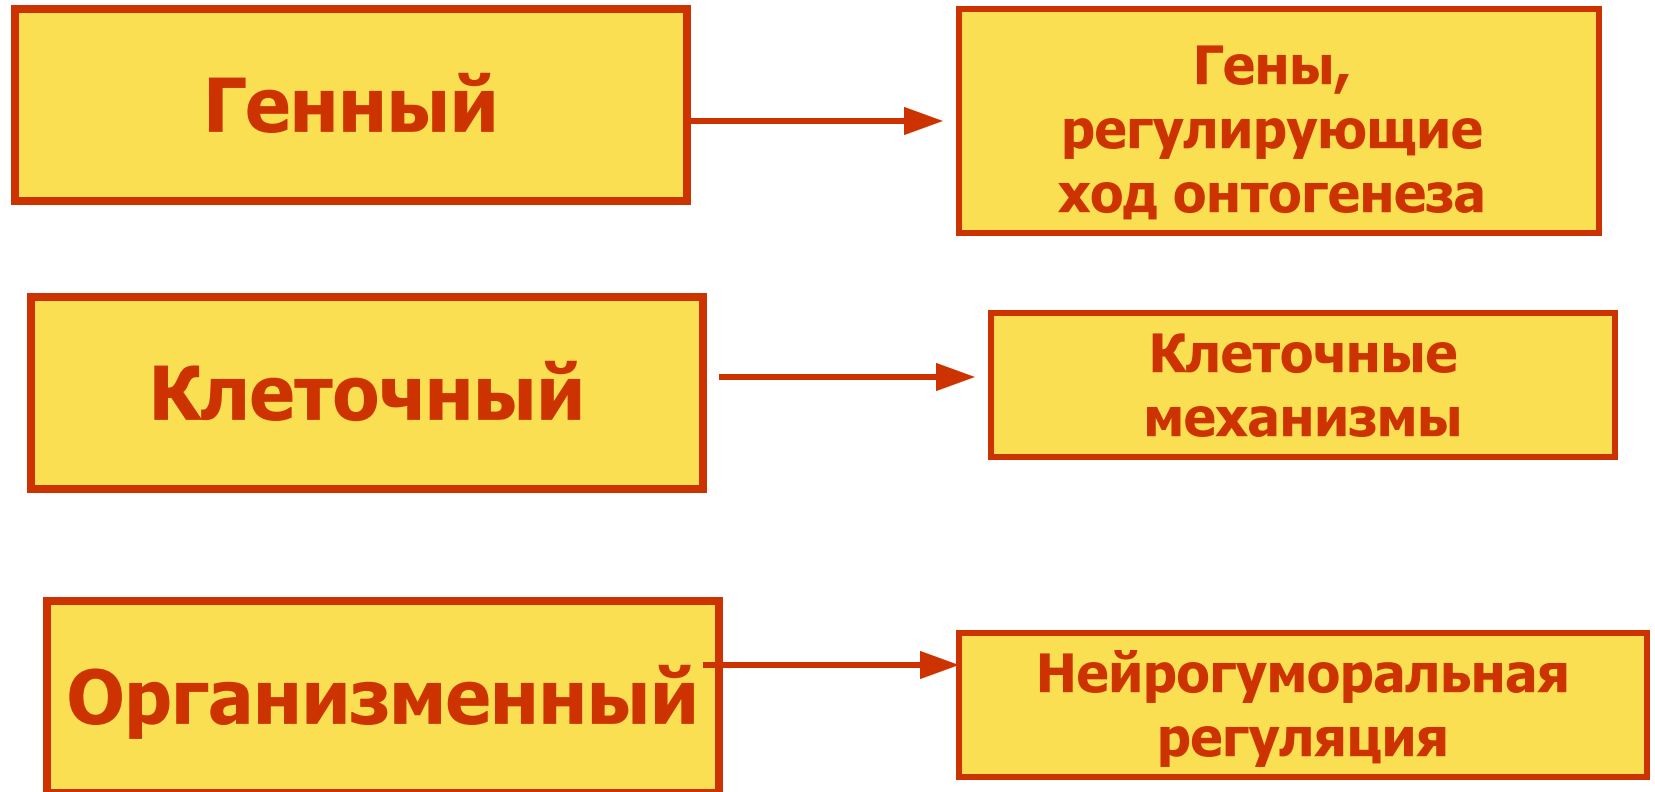 Генный
Гены,
регулирующие
ход онтогенеза
Клеточный
Клеточные
механизмы
Организменный
Нейрогуморальная
регуляция